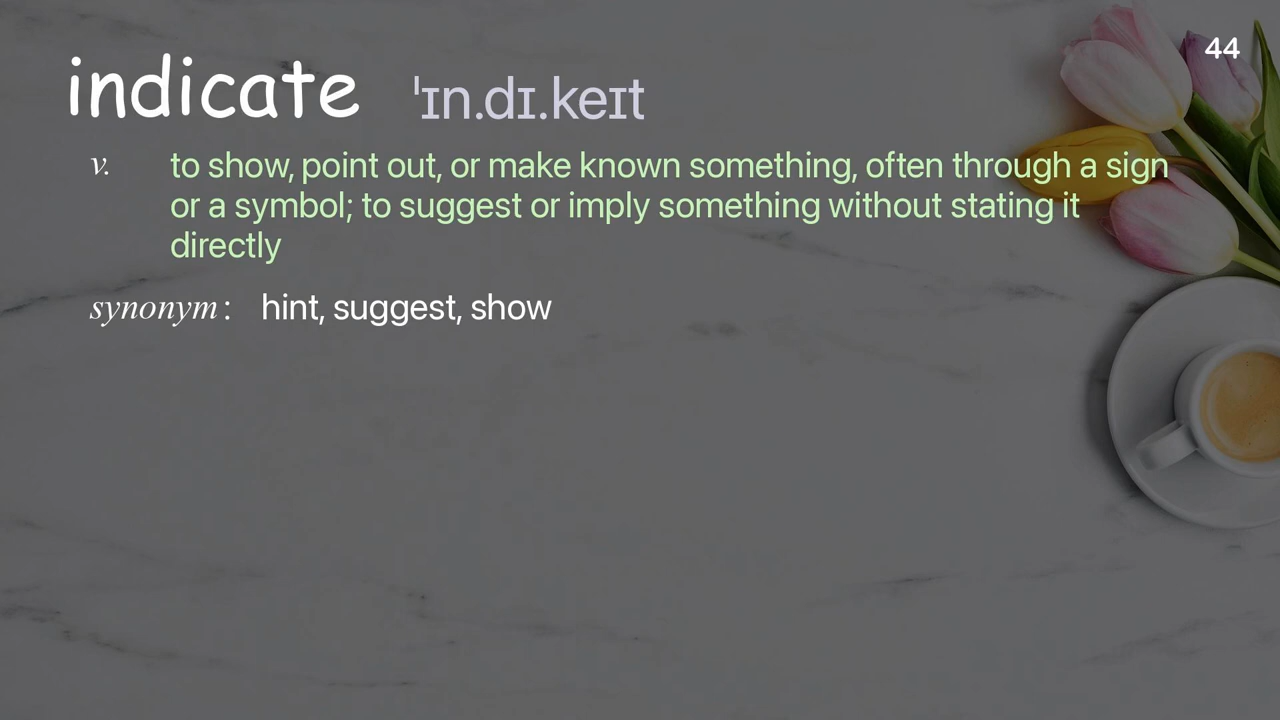 44
indicate ˈɪn.dɪ.keɪt
v. to show, point out, or make known something, often through a sign
or a symbol; to suggest or imply something without stating it
directly
synonym: hint, suggest, show